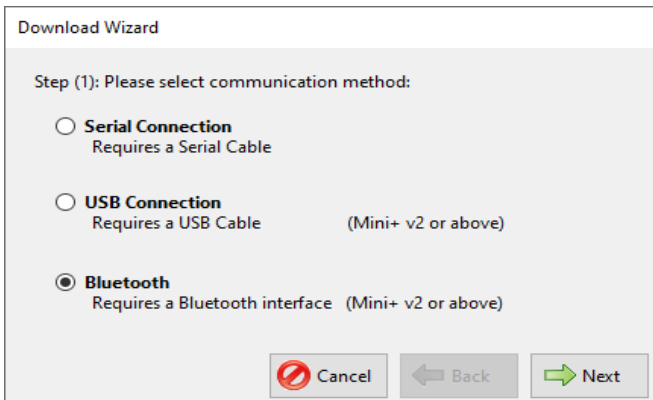 Download Wizard
Step (1): Please select communication method:
Serial Connection
Requires a Serial Cable
USB Connection
Requires a USB Cable (Mini+ v2 or above)
Bluetooth
Requires a Bluetooth interface (Mini+ v2 or above)
Cancel Back Next